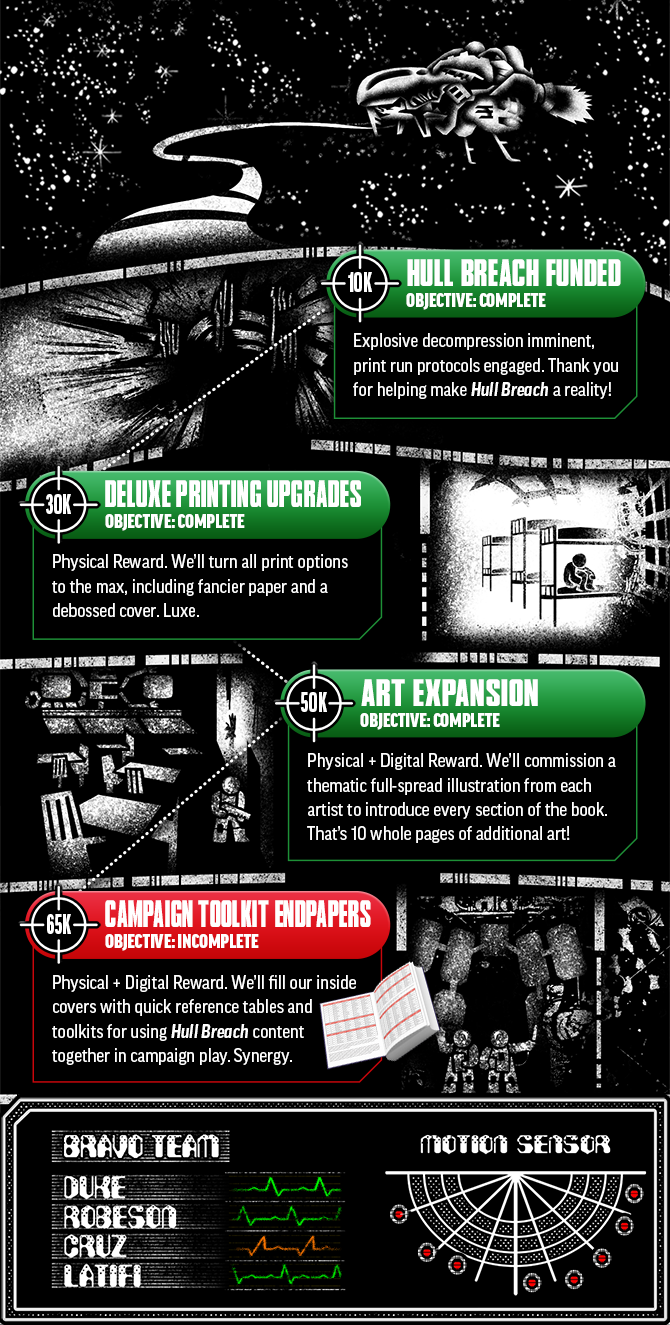 10K
HULL BREACH FUNDED
OBJECTIVE: COMPLETE
Explosive decompression imminent,
print run protocols engaged. Thank you
for helping make Hull Breach a reality!
30K
DELUXE PRINTING UPGRADES
OBJECTIVE: COMPLETE
Physical Reward. We'll turn all print options
to the max, including fancier paper and a
debossed cover. Luxe.
50K
ART EXPANSION
OBJECTIVE: COMPLETE
Physical + Digital Reward. We'll commission a
thematic full-spread illustration from each
artist to introduce every section of the book.
That's 10 whole pages of additional art!
65K
CAMPAIGN TOOLKIT ENDPAPERS
OBJECTIVE: INCOMPLETE
Physical + Digital Reward. We'll fill our inside
covers with quick reference tables and
toolkits for using Hull Breach content
together in campaign play. Synergy.
BRAVO TEAM
DUKE
ROBESON
CRUZ
LATIFI
MOTION SENSOR